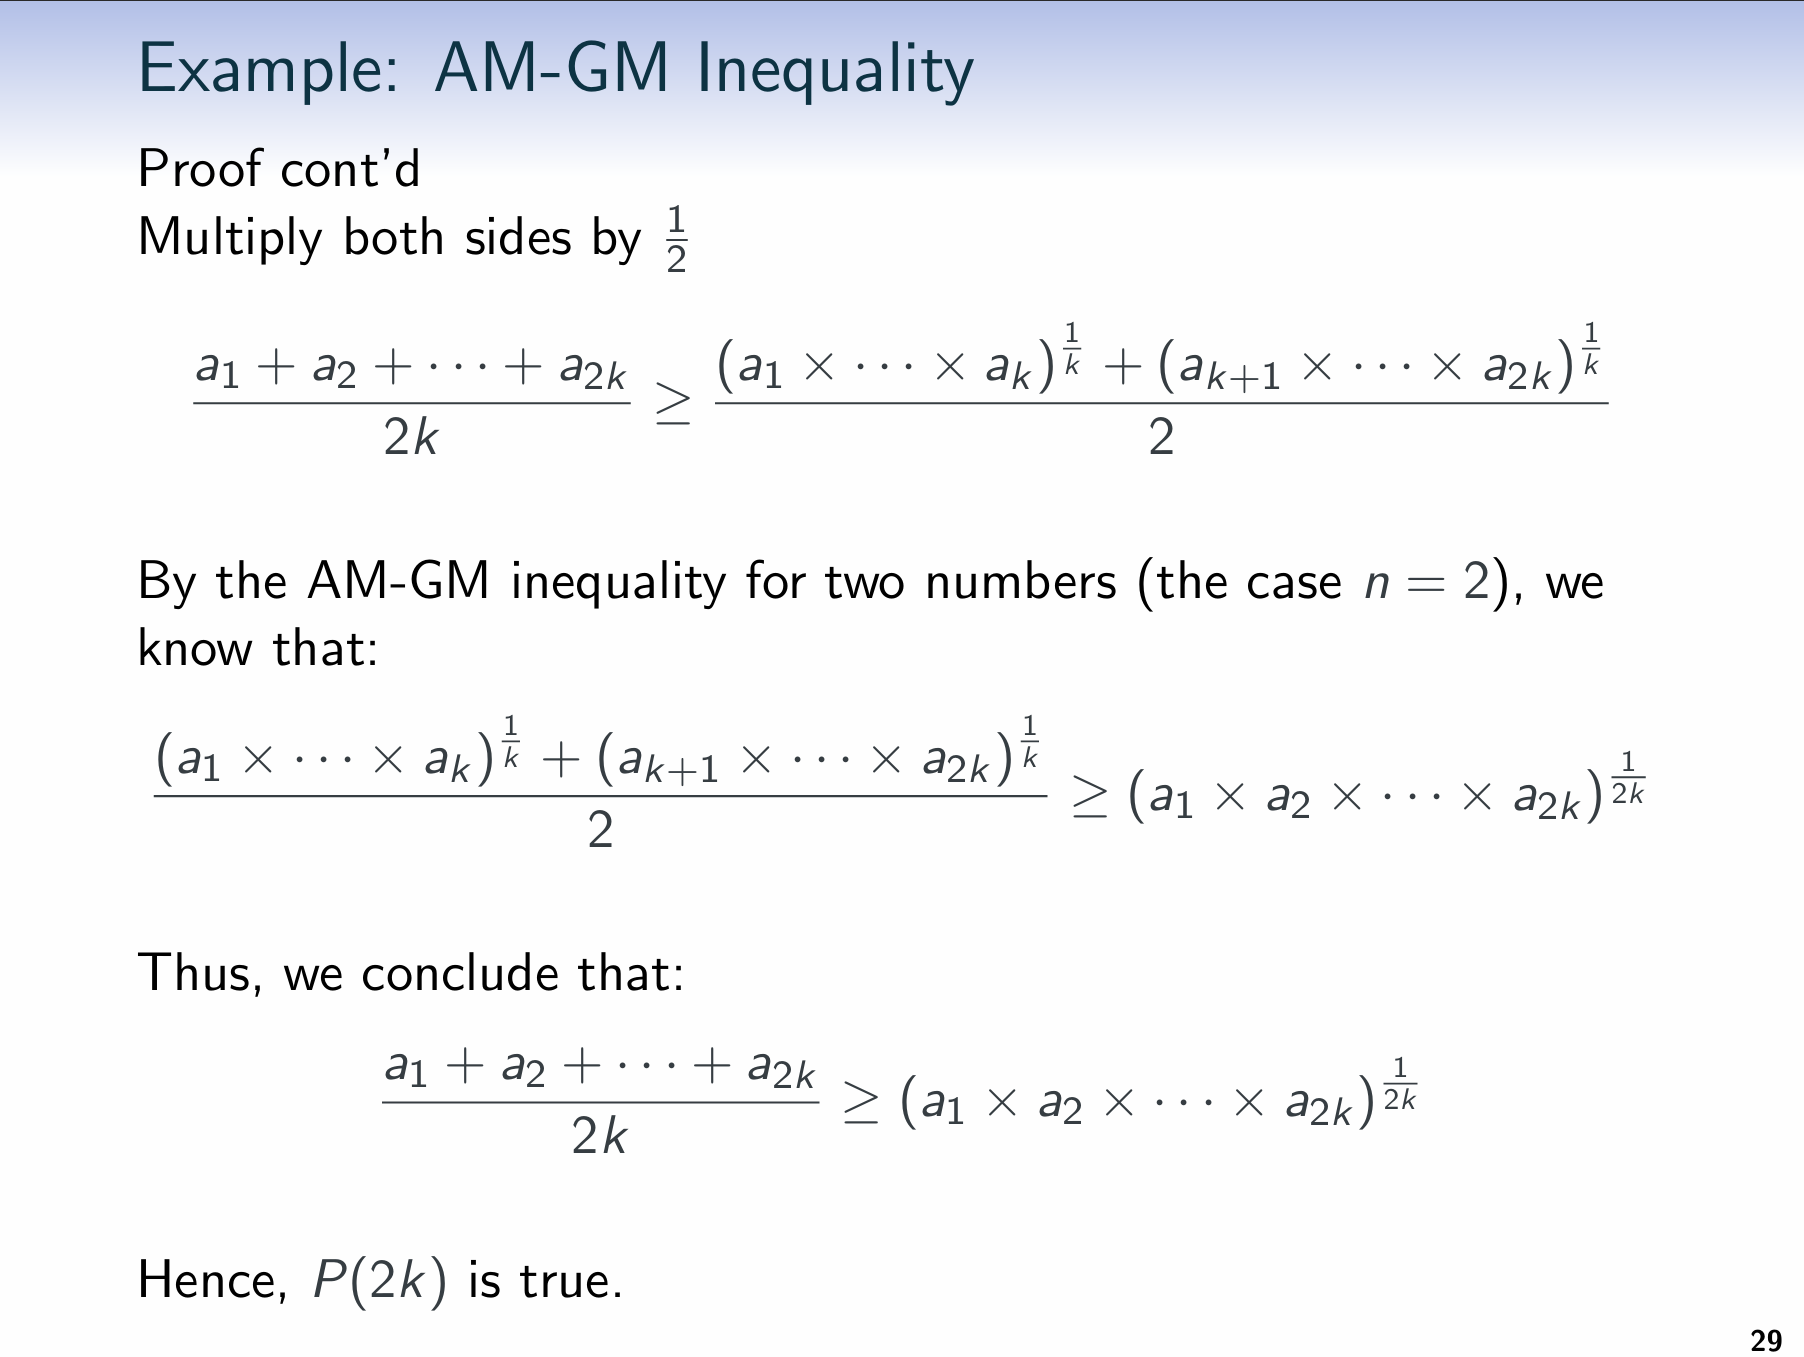 Example: AM-GM Inequality
Proof cont'd
Multiply both sides by $\frac{1}{2}$
$\frac{a_1 + a_2 + \cdots + a_{2k}}{2k} \geq \frac{(a_1 \times \cdots \times a_k)^{\frac{1}{k}} + (a_{k+1} \times \cdots \times a_{2k})^{\frac{1}{k}}}{2}$
By the AM-GM inequality for two numbers (the case $n = 2$), we
know that:
$\frac{(a_1 \times \cdots \times a_k)^{\frac{1}{k}} + (a_{k+1} \times \cdots \times a_{2k})^{\frac{1}{k}}}{2} \geq (a_1 \times a_2 \times \cdots \times a_{2k})^{\frac{1}{2k}}$
Thus, we conclude that:
$\frac{a_1 + a_2 + \cdots + a_{2k}}{2k} \geq (a_1 \times a_2 \times \cdots \times a_{2k})^{\frac{1}{2k}}$
Hence, $P(2k)$ is true.
29